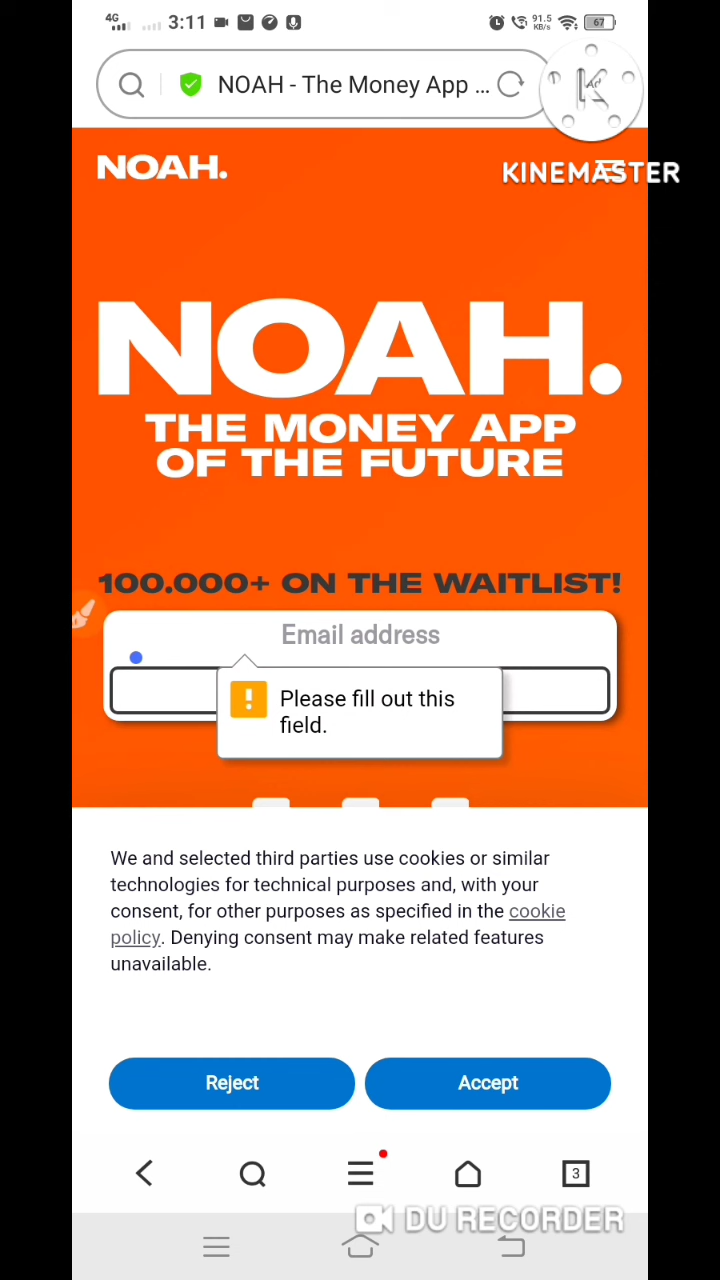 4G 3:11 91.5 KB/s 67
NOAH - The Money App ...
NOAH.
KINEMASTER
NOAH.
THE MONEY APP
OF THE FUTURE
100.000+ ON THE WAITLIST!
Email address
Please fill out this
field.
We and selected third parties use cookies or similar
technologies for technical purposes and, with your
consent, for other purposes as specified in the cookie
policy. Denying consent may make related features
unavailable.
Reject Accept
3
DU RECORDER